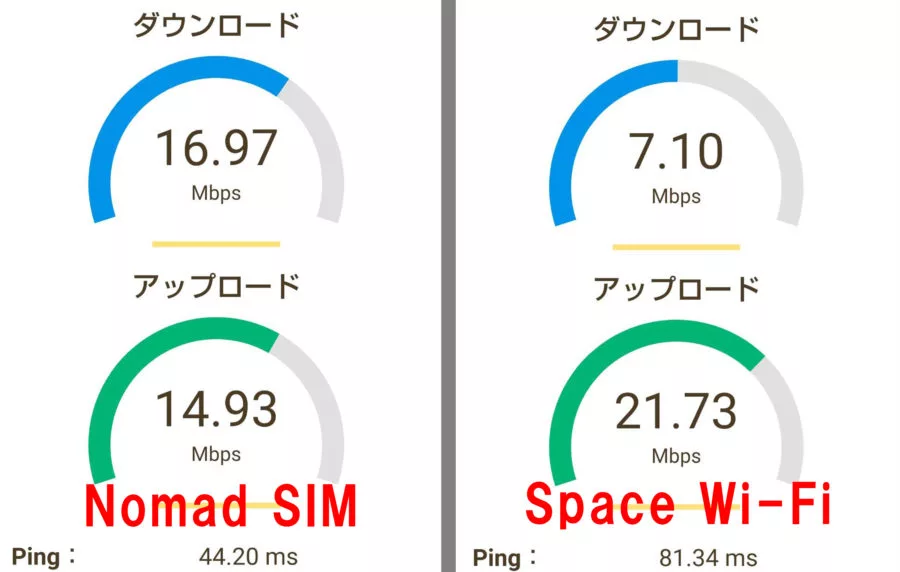 ダウンロード
16.97
Mbps
アップロード
14.93
Mbps
Nomad SIM
Ping： 44.20 ms
ダウンロード
7.10
Mbps
アップロード
21.73
Mbps
Space Wi-Fi
Ping： 81.34 ms